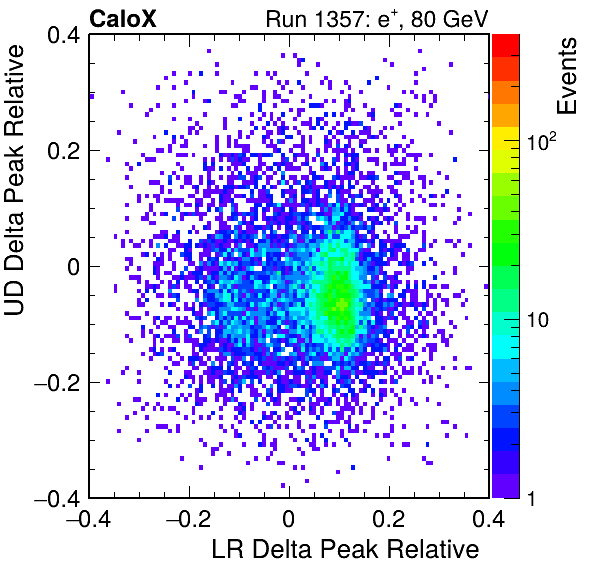 CaloX Run 1357: e⁺, 80 GeV
UD Delta Peak Relative
0.4
0.2
0
−0.2
−0.4
−0.4 −0.2 0 0.2 0.4
LR Delta Peak Relative
Events
10²
10
1